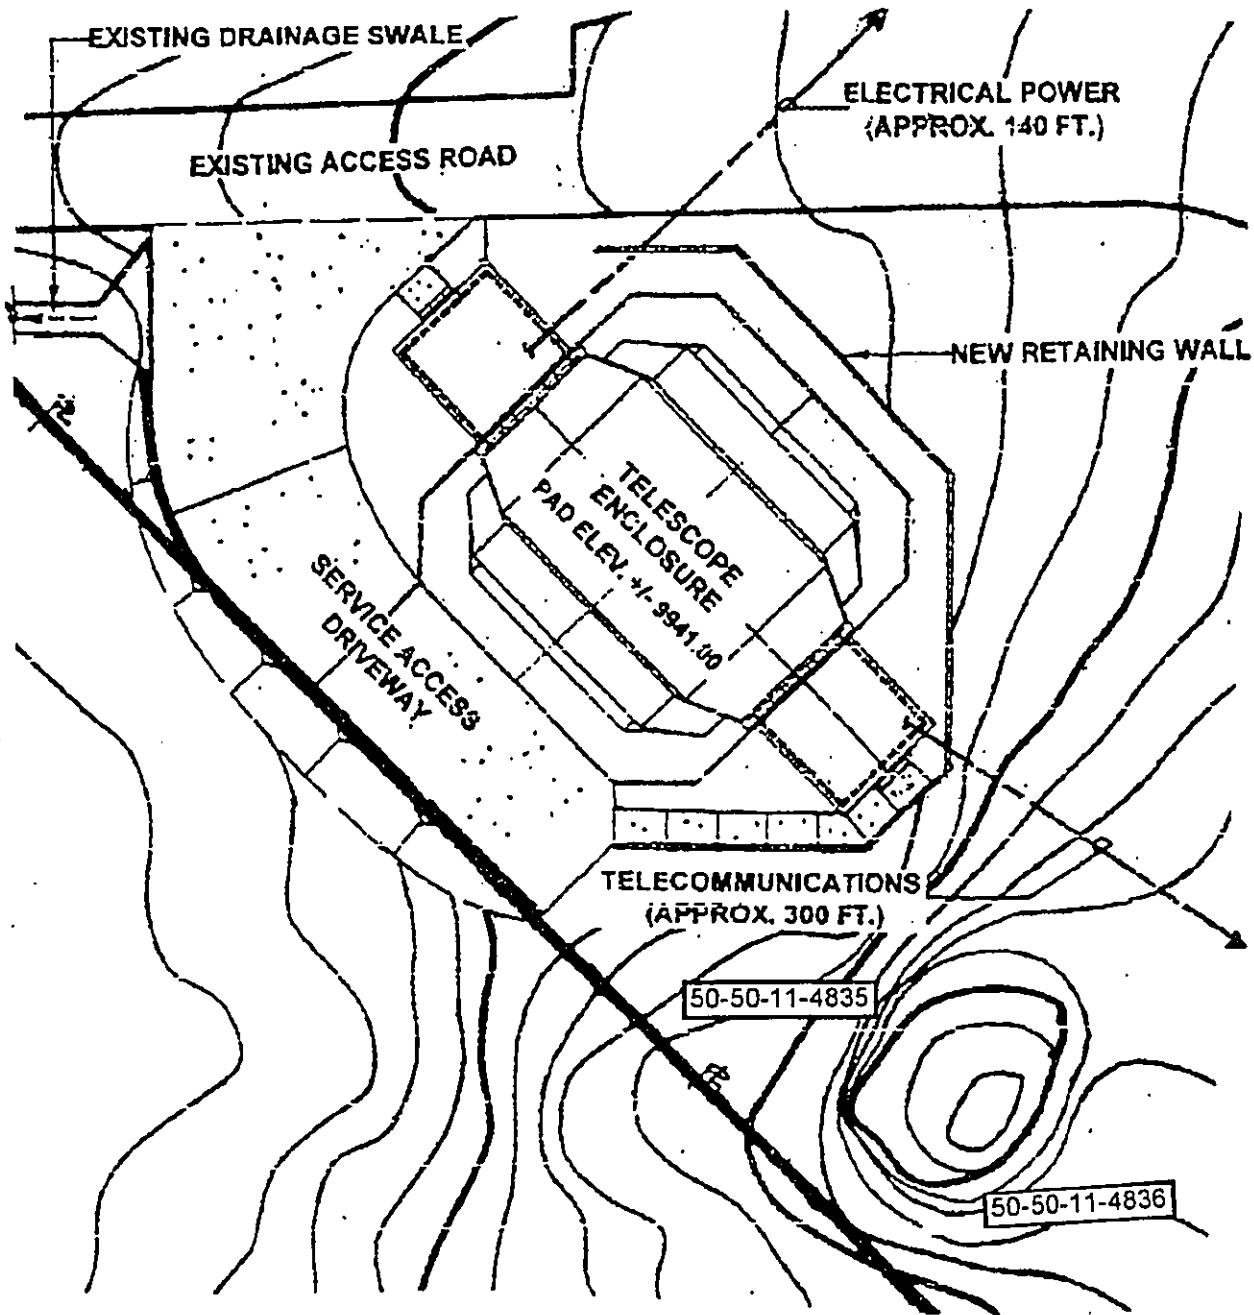 EXISTING DRAINAGE SWALE
ELECTRICAL POWER
(APPROX. 140 FT.)
EXISTING ACCESS ROAD
NEW RETAINING WALL
TELESCOPE
ENCLOSURE
PAD ELEV. +/- 9941.00
SERVICE ACCESS
DRIVEWAY
TELECOMMUNICATIONS
(APPROX. 300 FT.)
50-50-11-4835
50-50-11-4836